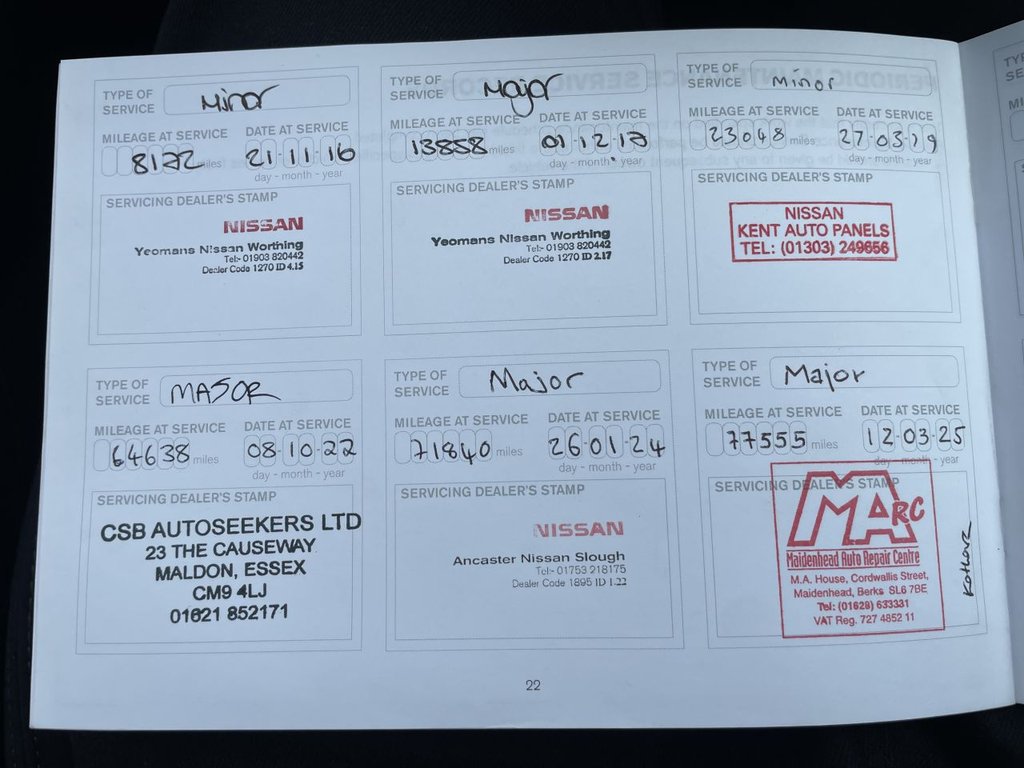 TYPE OF
SERVICE Minor
MILEAGE AT SERVICE DATE AT SERVICE
8172 miles 21-11-16
day - month - year
SERVICING DEALER'S STAMP
NISSAN
Yeomans Nissan Worthing
Tel:- 01903 820442
Dealer Code 1270 ID 4.15
TYPE OF
SERVICE Major
MILEAGE AT SERVICE DATE AT SERVICE
13858 miles 01-12-17
day - month - year
SERVICING DEALER'S STAMP
NISSAN
Yeomans Nissan Worthing
Tel:- 01903 820442
Dealer Code 1270 ID 2.17
TYPE OF
SERVICE Minor
MILEAGE AT SERVICE DATE AT SERVICE
23048 miles 27-03-19
day - month - year
SERVICING DEALER'S STAMP
NISSAN
KENT AUTO PANELS
TEL: (01303) 249656
TYPE OF
SERVICE MAJOR
MILEAGE AT SERVICE DATE AT SERVICE
64638 miles 08-10-22
day - month - year
SERVICING DEALER'S STAMP
CSB AUTOSEEKERS LTD
23 THE CAUSEWAY
MALDON, ESSEX
CM9 4LJ
01621 852171
TYPE OF
SERVICE Major
MILEAGE AT SERVICE DATE AT SERVICE
71840 miles 26-01-24
day - month - year
SERVICING DEALER'S STAMP
NISSAN
Ancaster Nissan Slough
Tel:- 01753 218175
Dealer Code 1895 ID 1.22
TYPE OF
SERVICE Major
MILEAGE AT SERVICE DATE AT SERVICE
77555 miles 12-03-25
day - month - year
SERVICING DEALER'S STAMP
MARC
Maidenhead Auto Repair Centre
M.A. House, Cordwallis Street,
Maidenhead, Berks SL6 7BE
Tel: (01628) 633331
VAT Reg. 727 4852 11
22